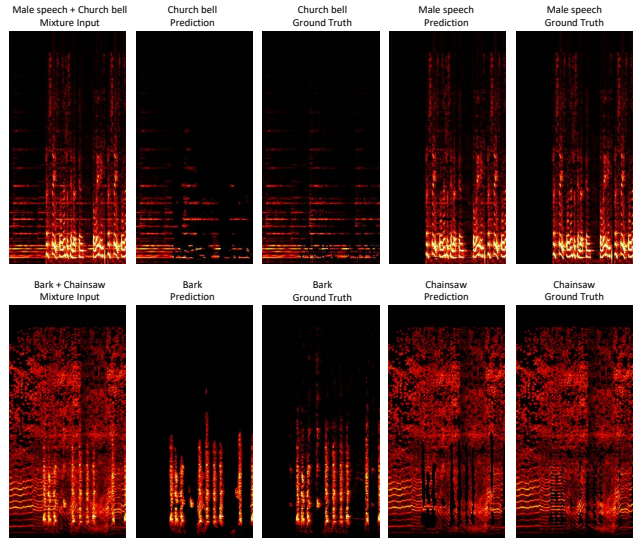 Male speech + Church bell
Mixture Input
Church bell
Prediction
Church bell
Ground Truth
Male speech
Prediction
Male speech
Ground Truth
Bark + Chainsaw
Mixture Input
Bark
Prediction
Bark
Ground Truth
Chainsaw
Prediction
Chainsaw
Ground Truth